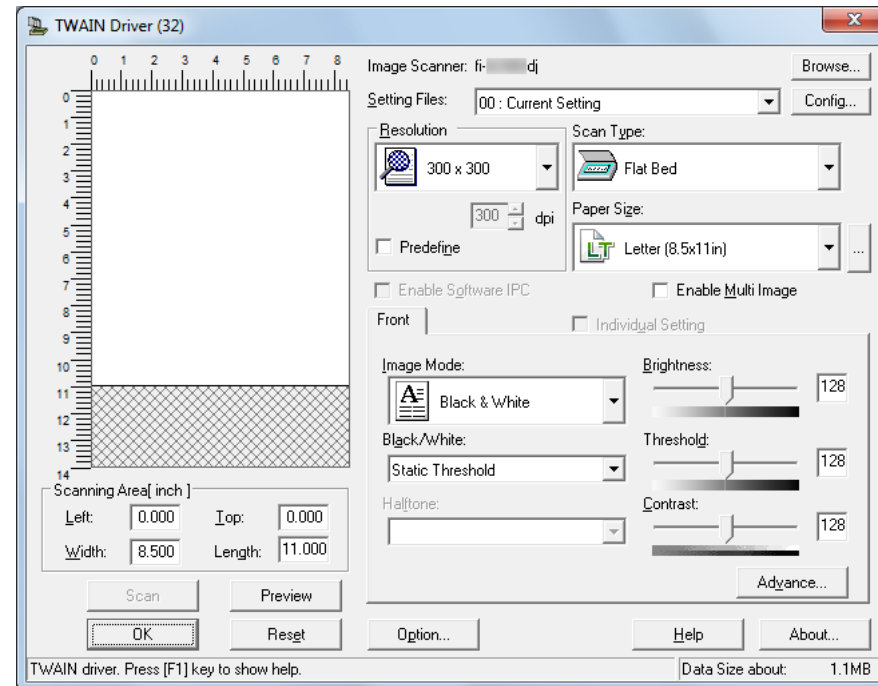 TWAIN Driver (32)
0 1 2 3 4 5 6 7 8
0
1
2
3
4
5
6
7
8
9
10
11
12
13
14
Scanning Area[ inch ]
Left: 0.000 Top: 0.000
Width: 8.500 Length: 11.000
Scan Preview
OK Reset
Image Scanner: fi- dj Browse...
Setting Files: 00 : Current Setting Config...
Resolution Scan Type:
300 x 300 Flat Bed
300 dpi Paper Size:
Predefine LT Letter (8.5x11in) ...
Enable Software IPC Enable Multi Image
Front Individual Setting
Image Mode: Brightness:
A Black & White 128
Black/White: Threshold:
Static Threshold 128
Halftone: Contrast:
128
Advance...
Option... Help About...
TWAIN driver. Press [F1] key to show help. Data Size about: 1.1MB